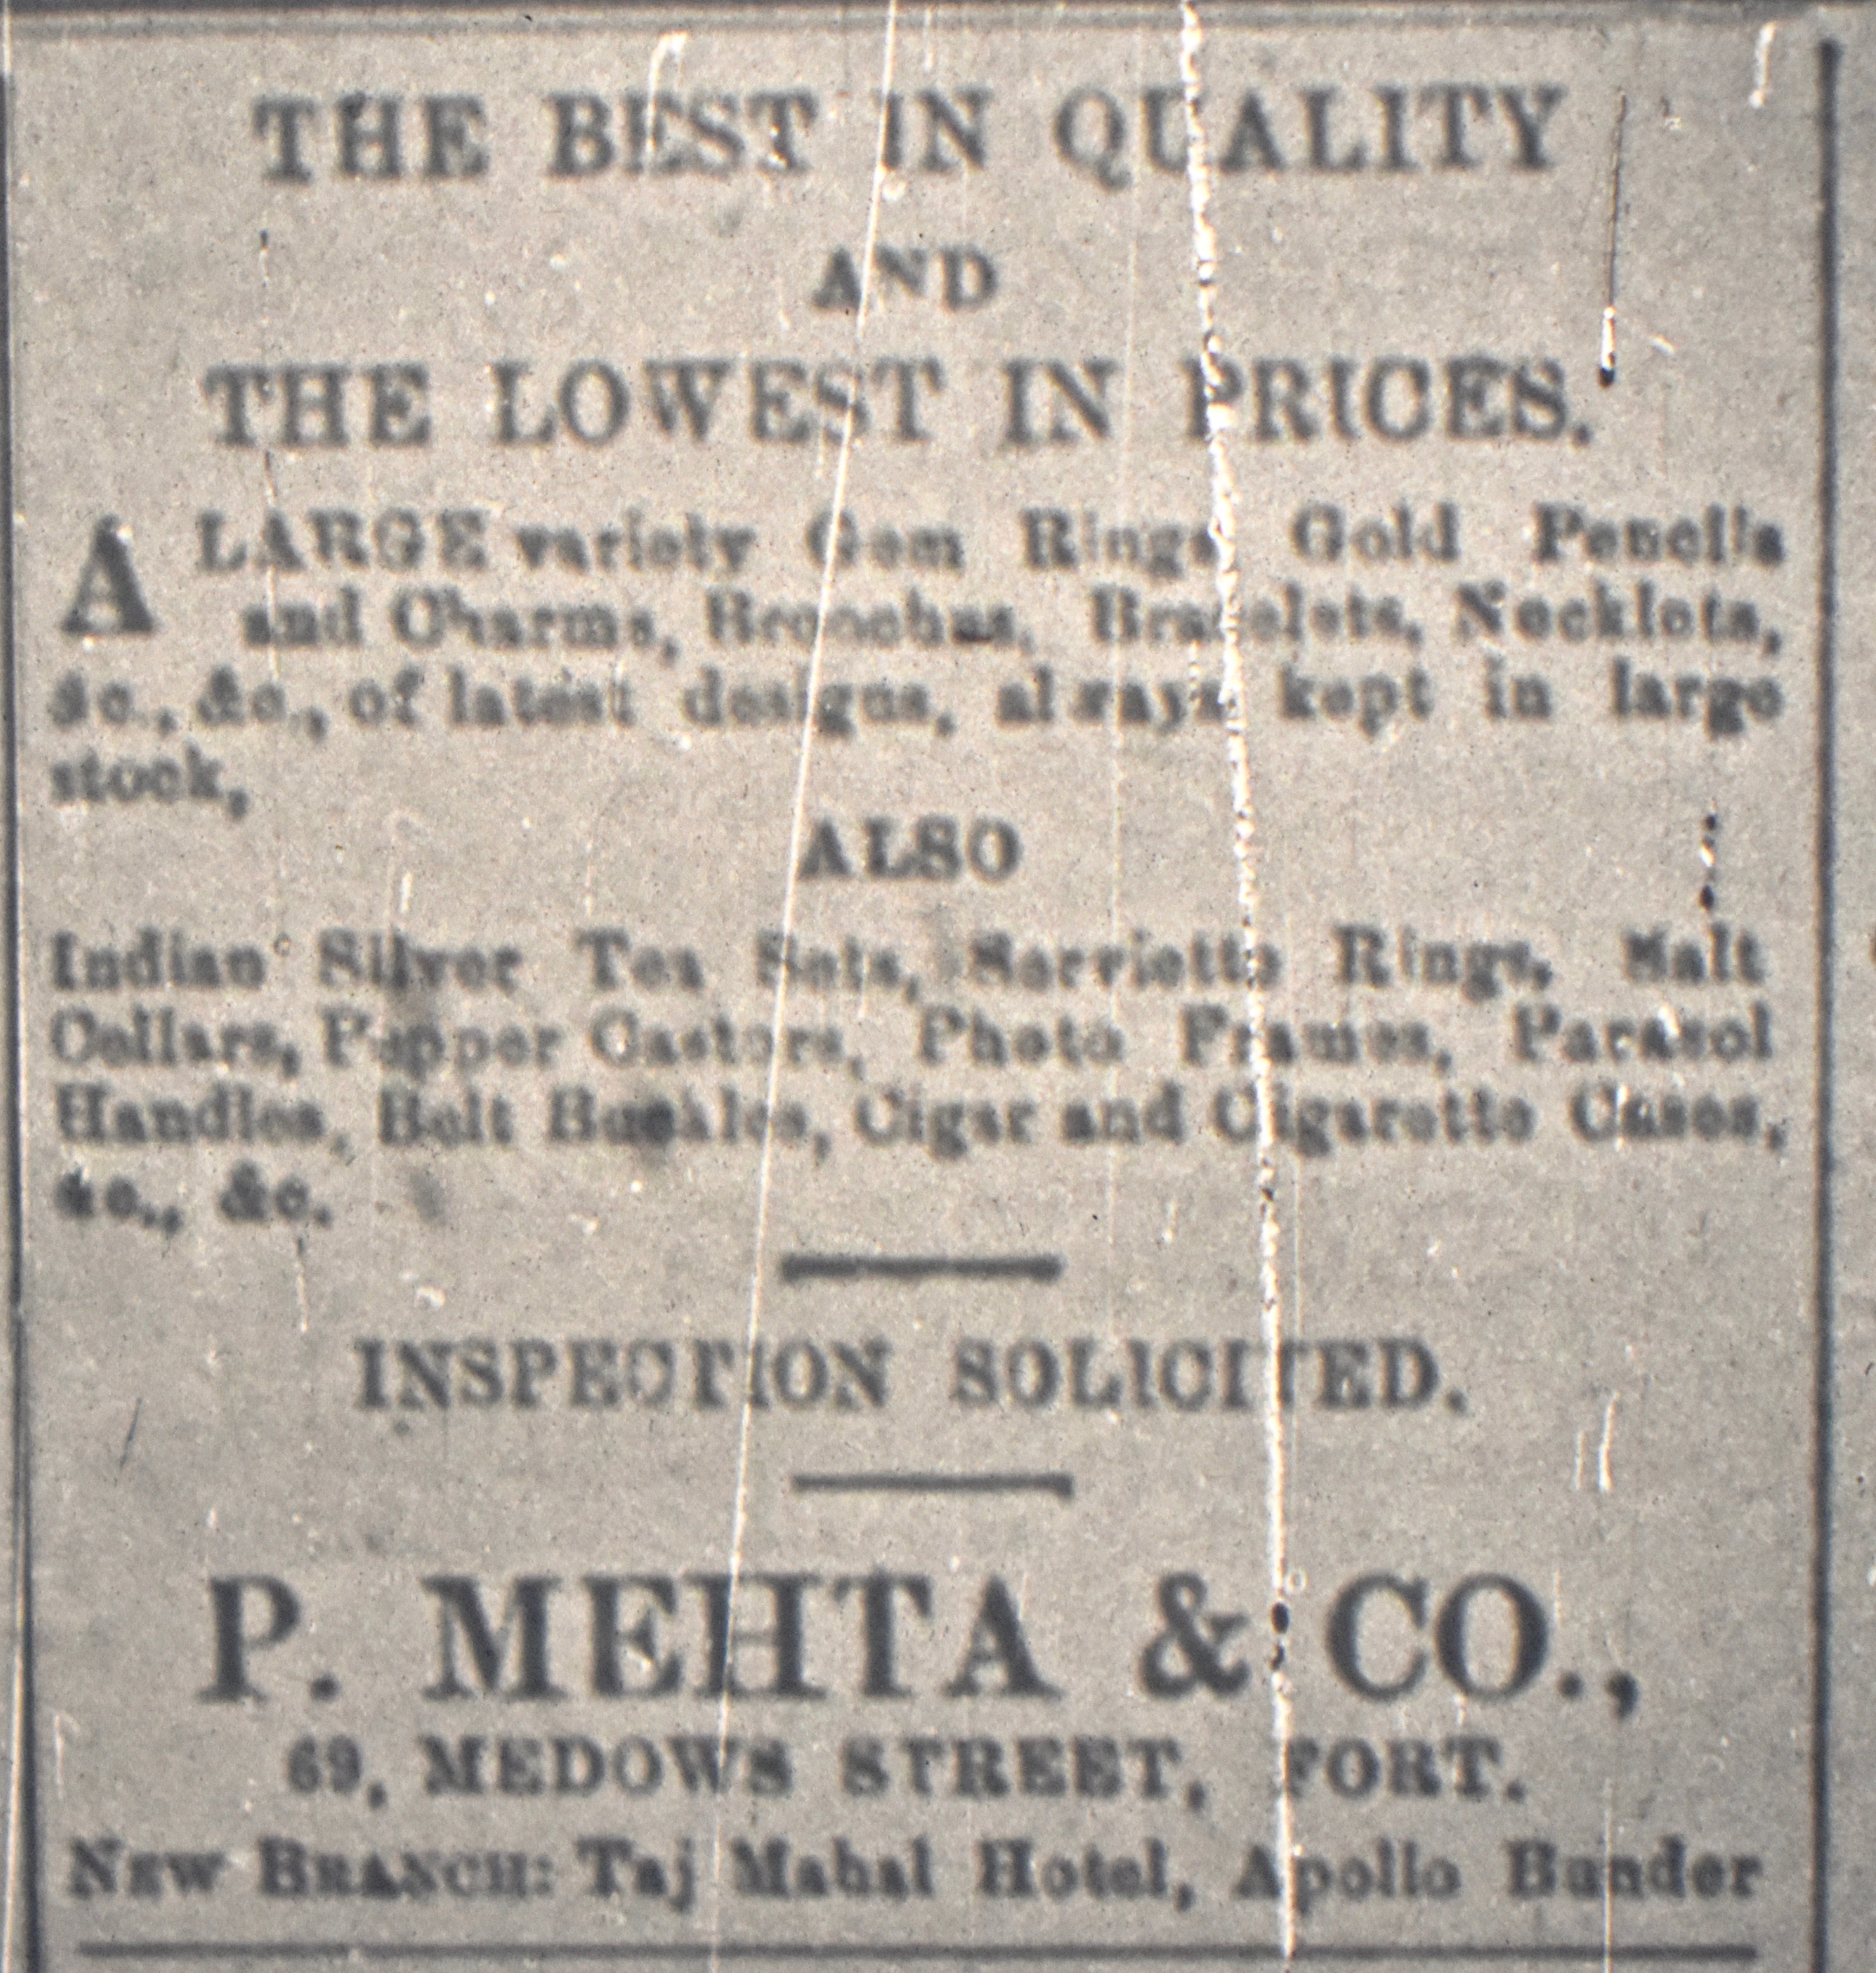 THE BEST IN QUALITY
AND
THE LOWEST IN PRICES.
A LARGE variety Gem Rings Gold Pencils
and Charms, Brooches, Bracelets, Necklets,
&c., &c., of latest designs, always kept in large
stock,
ALSO
Indian Silver Tea Sets, Serviette Rings, Salt
Cellars, Pepper Castors, Photo Frames, Parasol
Handles, Belt Buckles, Cigar and Cigarette Cases,
&c., &c.
INSPECTION SOLICITED.
P. MEHTA & CO.,
69, MEDOWS STREET, FORT.
NEW BRANCH: Taj Mahal Hotel, Apollo Bunder